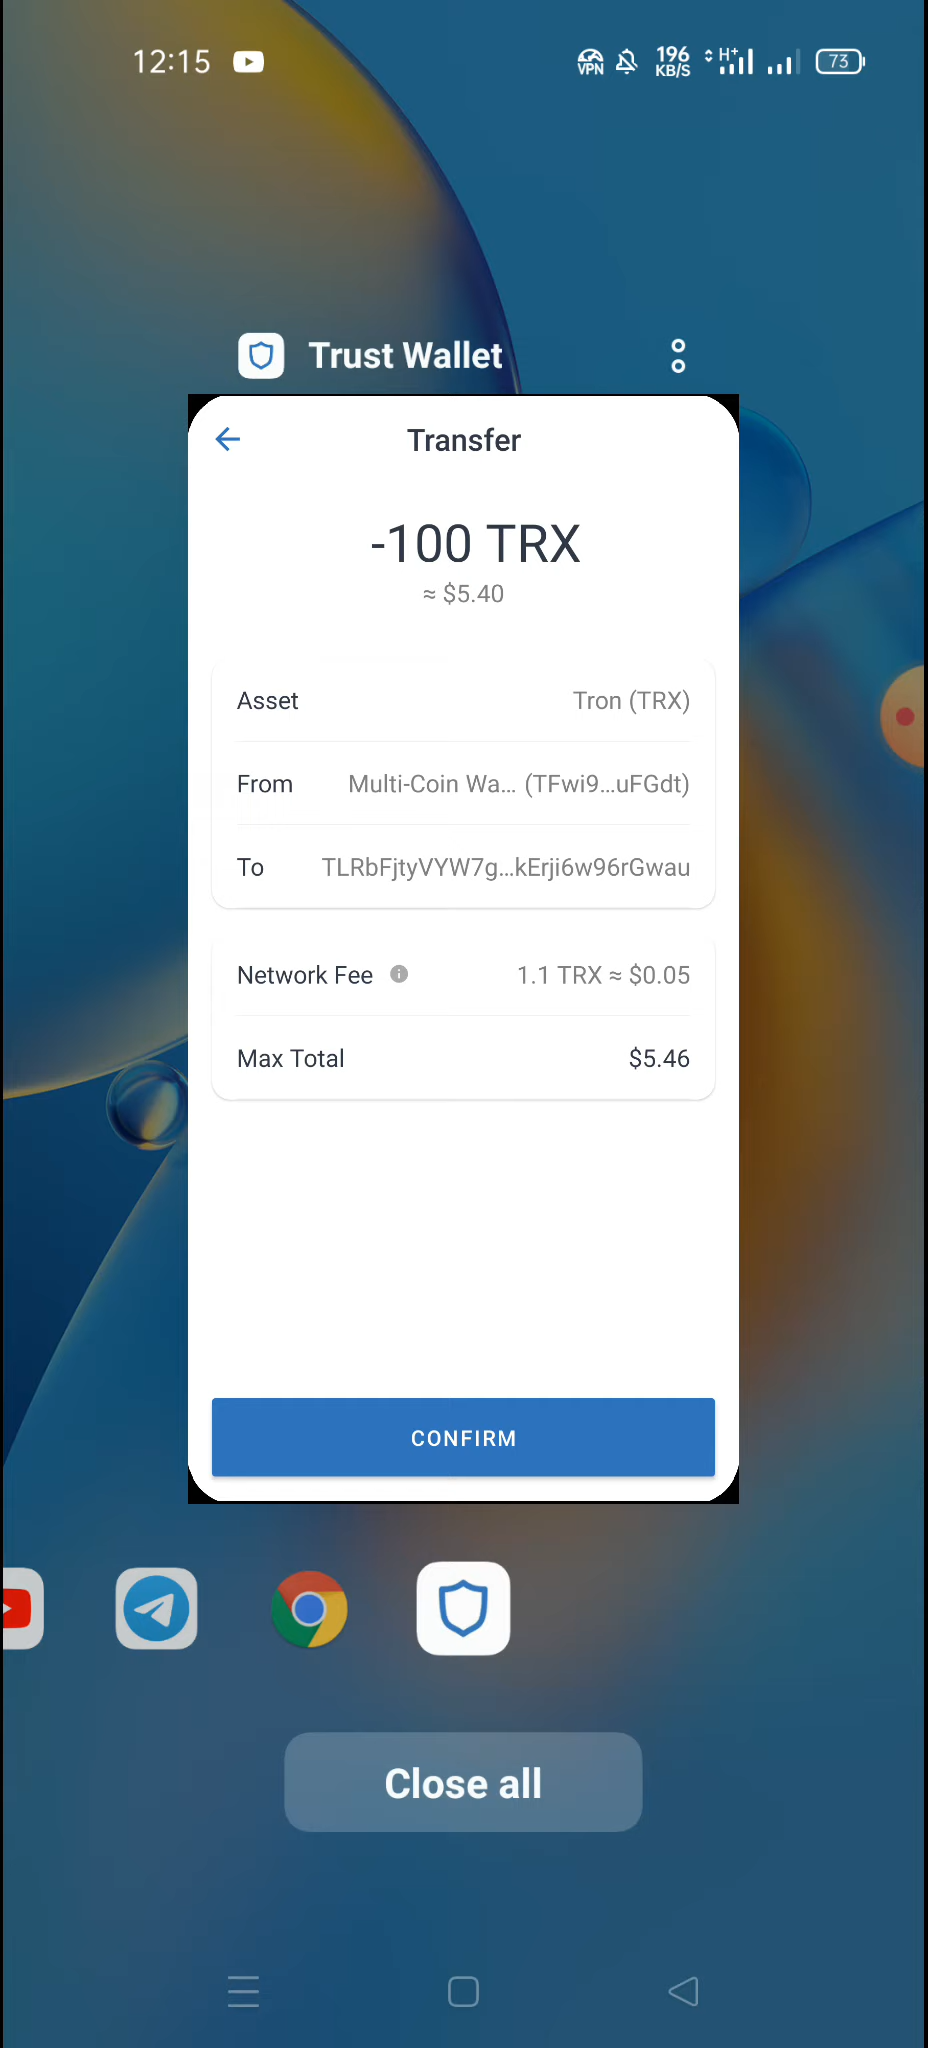 12:15
VPN 196 KB/S H+ 73
Trust Wallet
Transfer
-100 TRX
≈ $5.40
Asset Tron (TRX)
From Multi-Coin Wa... (TFwi9...uFGdt)
To TLRbFjtyVYW7g...kErji6w96rGwau
Network Fee 1.1 TRX ≈ $0.05
Max Total $5.46
CONFIRM
Close all